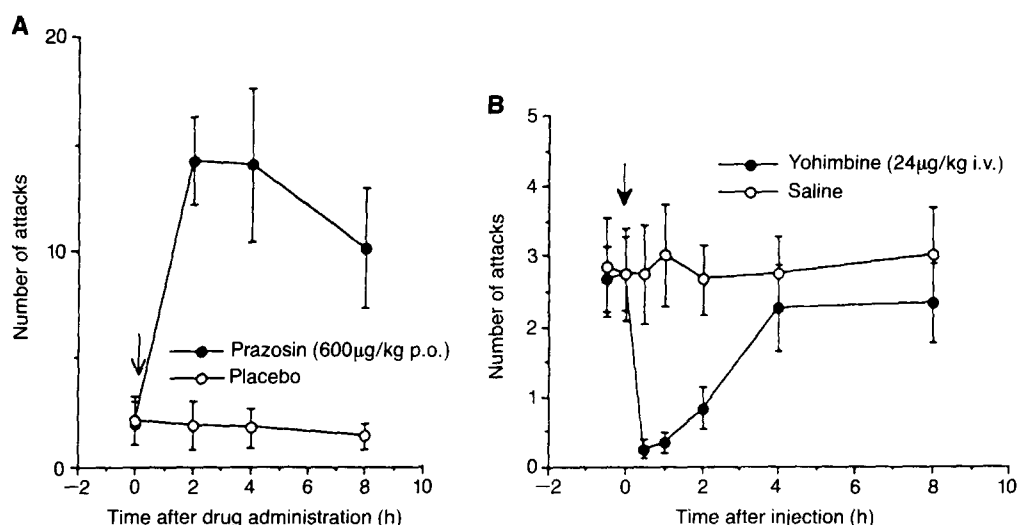 A
20
10
0
Number of attacks
Prazosin (600µg/kg p.o.)
Placebo
−2 0 2 4 6 8 10
Time after drug administration (h)
B
5
4
3
2
1
0
Number of attacks
Yohimbine (24µg/kg i.v.)
Saline
−2 0 2 4 6 8 10
Time after injection (h)